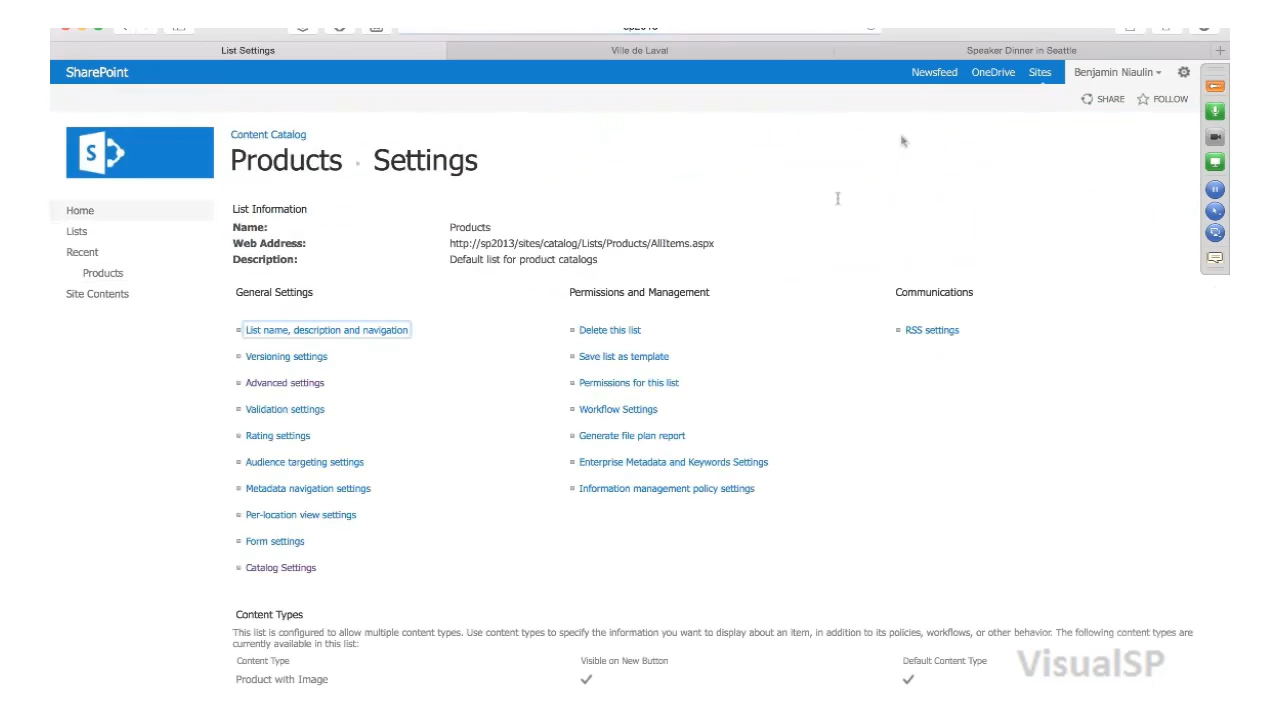 List Settings
Ville de Laval
Speaker Dinner in Seattle
SharePoint
Newsfeed OneDrive Sites Benjamin Niaulin
SHARE FOLLOW
S
Content Catalog
Products Settings
Home
Lists
Recent
Products
Site Contents
List Information
Name: Products
Web Address: http://sp2013/sites/catalog/Lists/Products/AllItems.aspx
Description: Default list for product catalogs
General Settings Permissions and Management Communications
List name, description and navigation Delete this list RSS settings
Versioning settings Save list as template
Advanced settings Permissions for this list
Validation settings Workflow Settings
Rating settings Generate file plan report
Audience targeting settings Enterprise Metadata and Keywords Settings
Metadata navigation settings Information management policy settings
Per-location view settings
Form settings
Catalog Settings
Content Types
This list is configured to allow multiple content types. Use content types to specify the information you want to display about an item, in addition to its policies, workflows, or other behavior. The following content types are
currently available in this list:
Content Type Visible on New Button Default Content Type
Product with Image
VisualSP